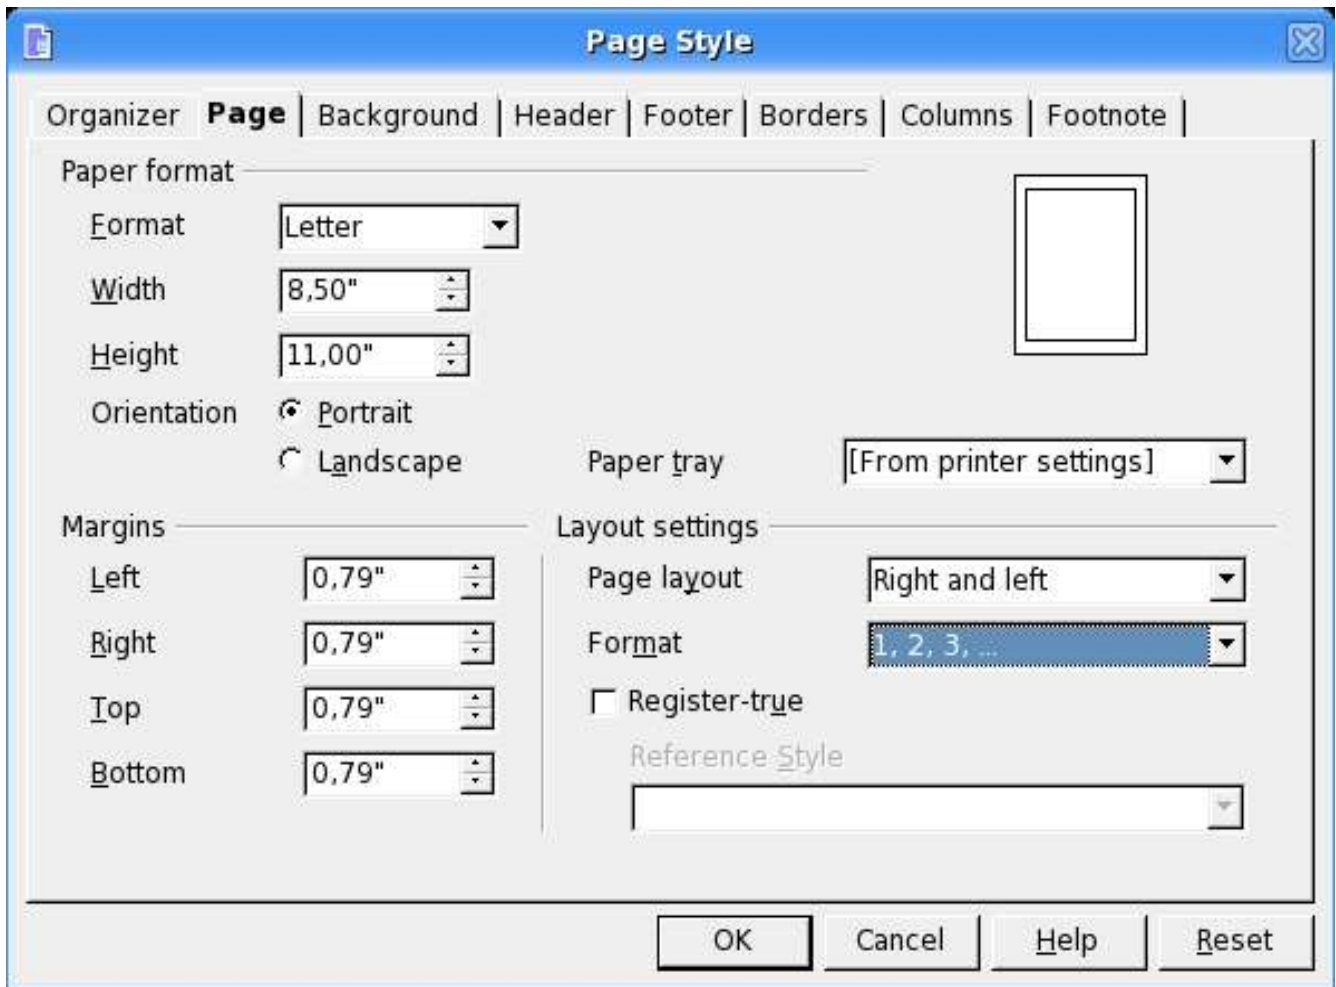 Page Style
Organizer Page Background Header Footer Borders Columns Footnote
Paper format
Format Letter
Width 8,50"
Height 11,00"
Orientation Portrait
Landscape
Paper tray [From printer settings]
Margins
Left 0,79"
Right 0,79"
Top 0,79"
Bottom 0,79"
Layout settings
Page layout Right and left
Format 1, 2, 3, ...
Register-true
Reference Style
OK Cancel Help Reset